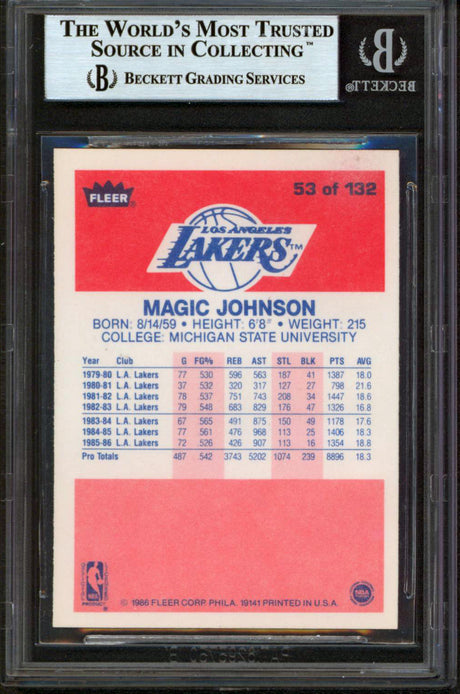 THE WORLD'S MOST TRUSTED
SOURCE IN COLLECTING™
B BECKETT GRADING SERVICES
B
BECKETT
FLEER®
53 of 132
LOS ANGELES
LAKERS™
MAGIC JOHNSON
BORN: 8/14/59 • HEIGHT: 6'8" • WEIGHT: 215
COLLEGE: MICHIGAN STATE UNIVERSITY
Year Club G FG% REB AST STL BLK PTS AVG
1979-80 L.A. Lakers 77 .530 596 563 187 41 1387 18.0
1980-81 L.A. Lakers 37 .532 320 317 127 27 798 21.6
1981-82 L.A. Lakers 78 .537 751 743 208 34 1447 18.6
1982-83 L.A. Lakers 79 .548 683 829 176 47 1326 16.8
1983-84 L.A. Lakers 67 .565 491 875 150 49 1178 17.6
1984-85 L.A. Lakers 77 .561 476 968 113 25 1406 18.3
1985-86 L.A. Lakers 72 .526 426 907 113 16 1354 18.8
Pro Totals 487 .542 3743 5202 1074 239 8896 18.3
NBA
PRODUCT
© 1986 FLEER CORP. PHILA. 19141 PRINTED IN U.S.A.
NBA